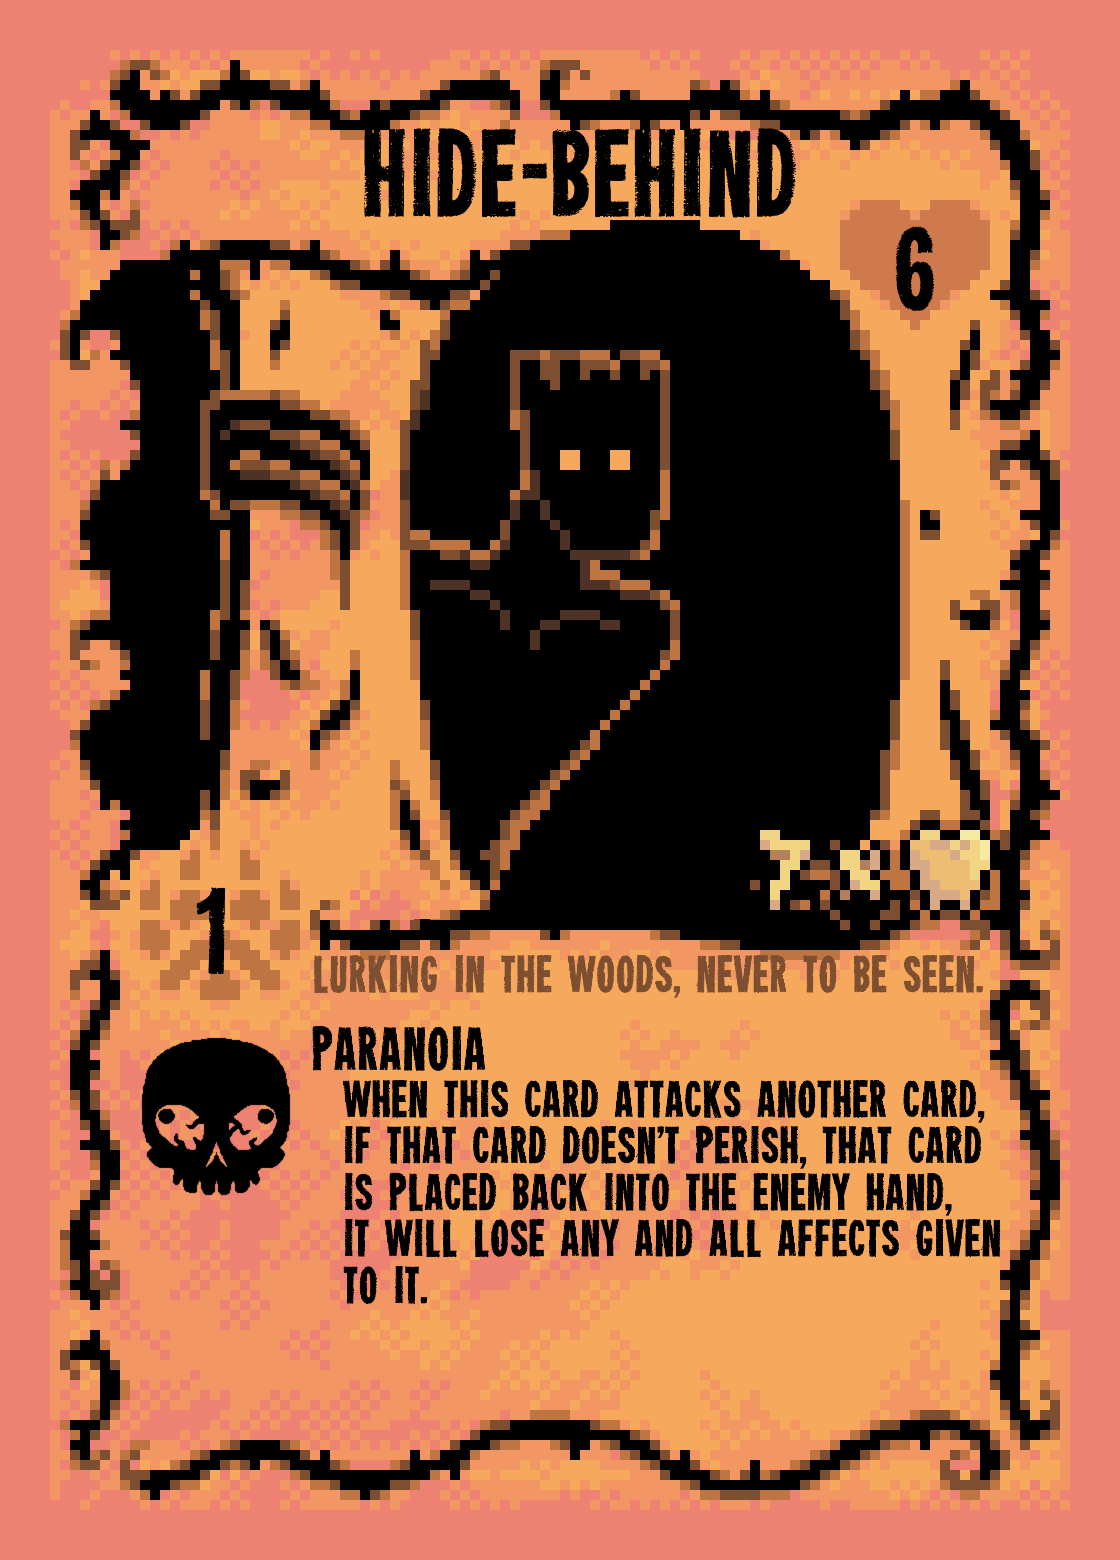 HIDE-BEHIND
6
7 x
1
LURKING IN THE WOODS, NEVER TO BE SEEN.
PARANOIA
WHEN THIS CARD ATTACKS ANOTHER CARD,
IF THAT CARD DOESN'T PERISH, THAT CARD
IS PLACED BACK INTO THE ENEMY HAND,
IT WILL LOSE ANY AND ALL AFFECTS GIVEN
TO IT.